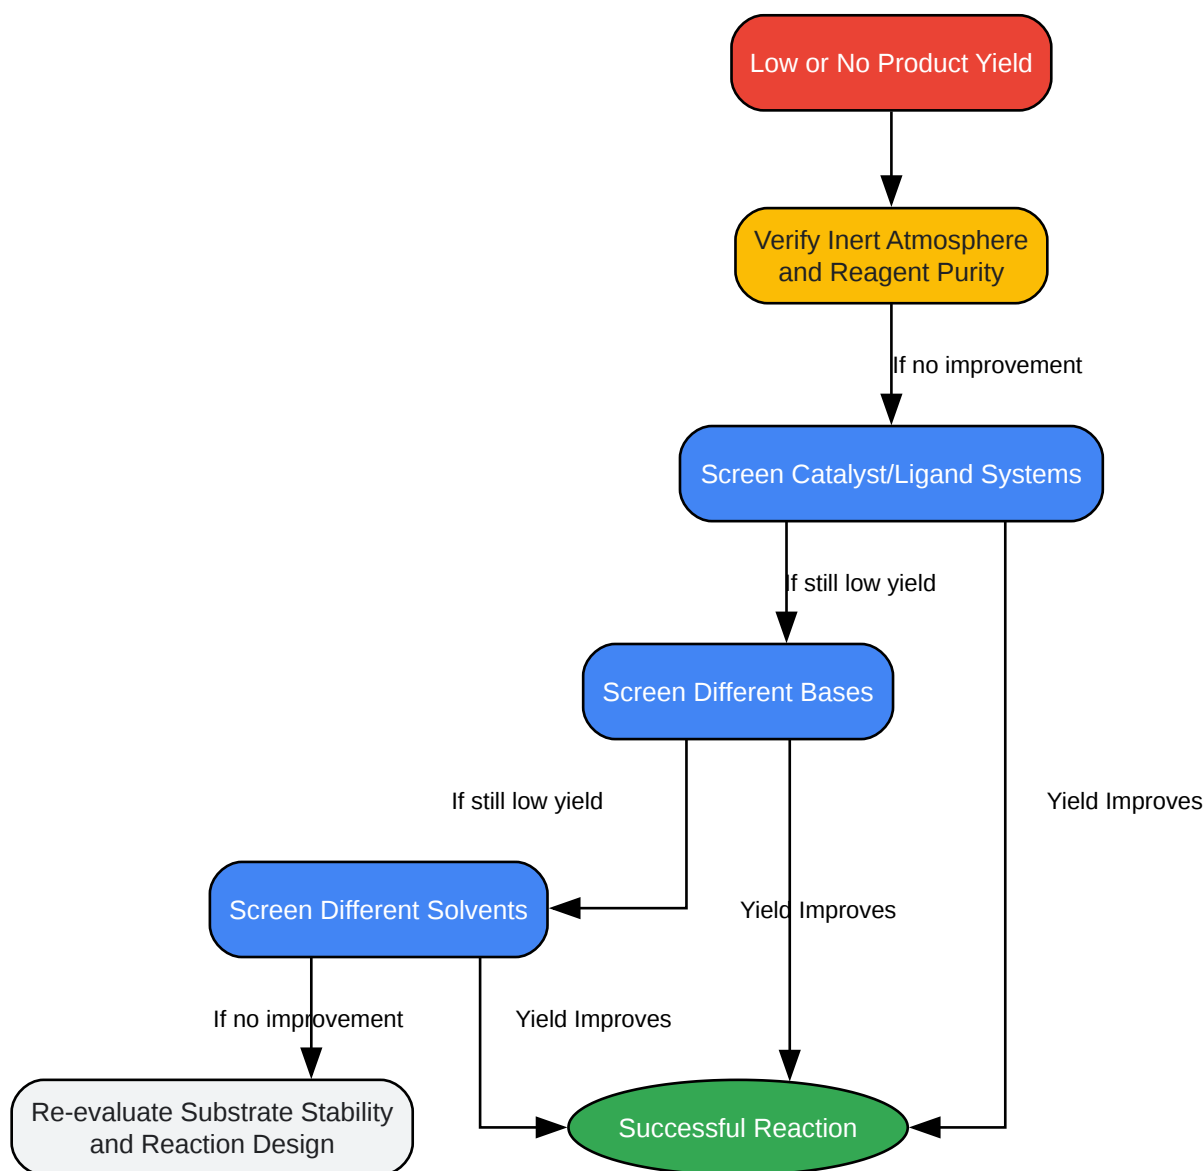 Low or No Product Yield
Verify Inert Atmosphere
and Reagent Purity
If no improvement
Screen Catalyst/Ligand Systems
If still low yield
Screen Different Bases
If still low yield
Yield Improves
Screen Different Solvents
Yield Improves
If no improvement
Yield Improves
Re-evaluate Substrate Stability
and Reaction Design
Successful Reaction